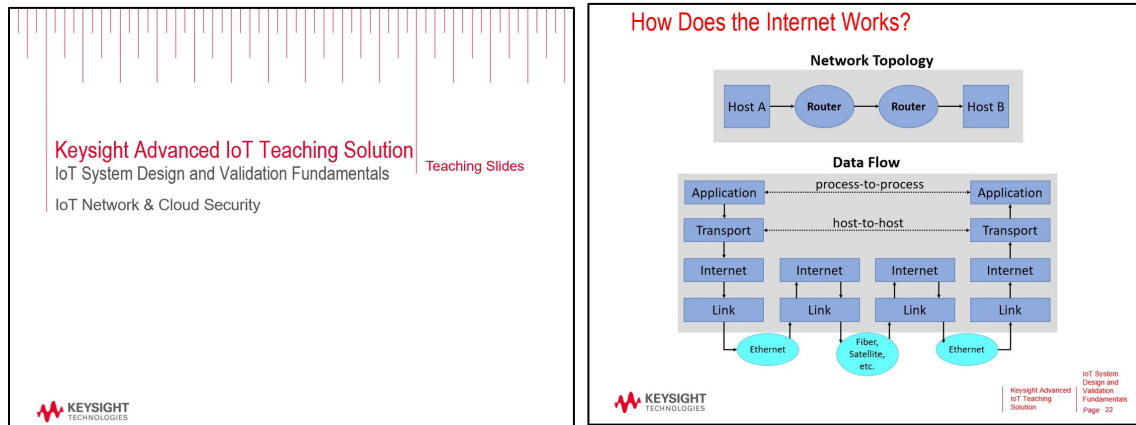 Keysight Advanced IoT Teaching Solution
IoT System Design and Validation Fundamentals
IoT Network & Cloud Security
Teaching Slides
KEYSIGHT
TECHNOLOGIES
How Does the Internet Works?
Network Topology
Host A Router Router Host B
Data Flow
Application process-to-process Application
Transport host-to-host Transport
Internet Internet Internet Internet
Link Link Link Link
Ethernet Fiber, Ethernet
Satellite,
etc.
KEYSIGHT
TECHNOLOGIES
Keysight Advanced
IoT Teaching
Solution
IoT System
Design and
Validation
Fundamentals
Page 22